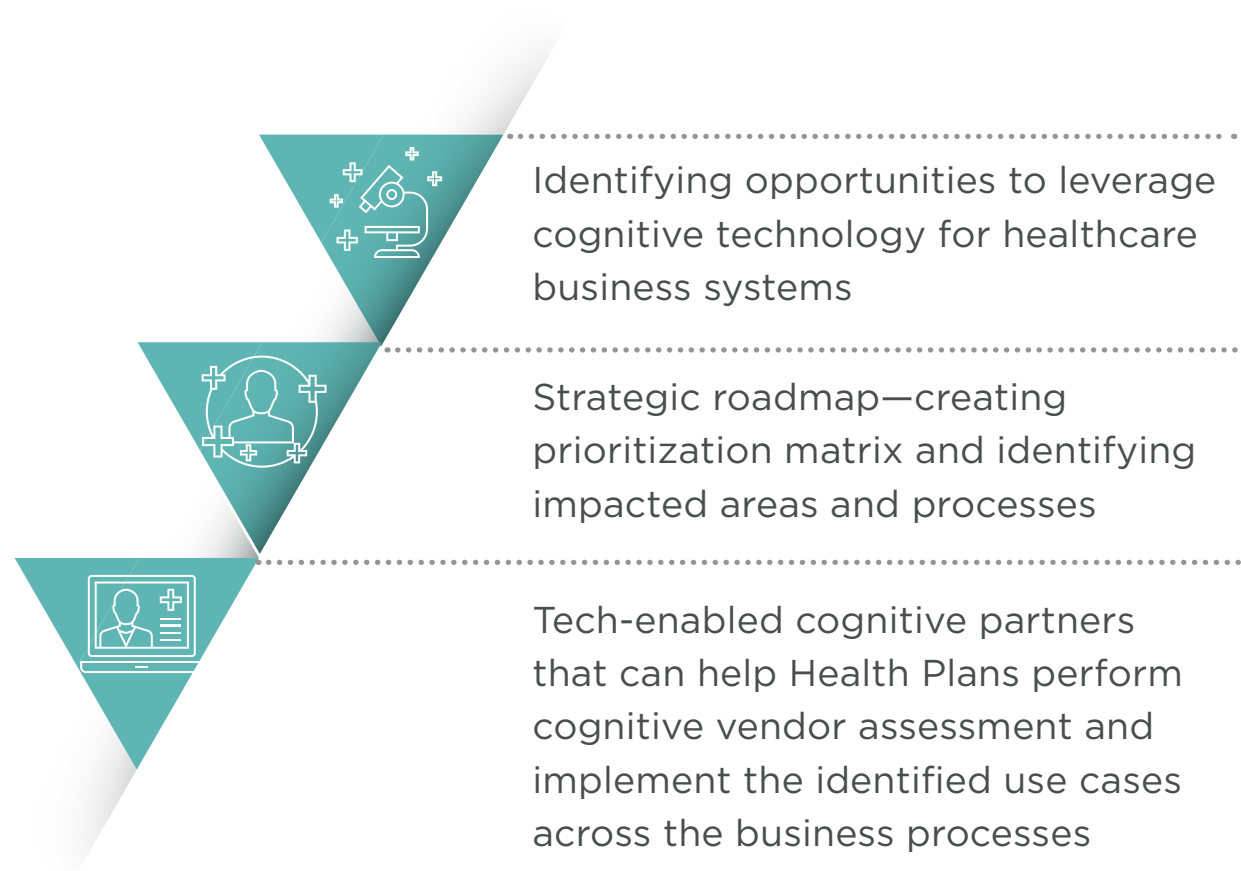 Identifying opportunities to leverage
cognitive technology for healthcare
business systems
Strategic roadmap—creating
prioritization matrix and identifying
impacted areas and processes
Tech-enabled cognitive partners
that can help Health Plans perform
cognitive vendor assessment and
implement the identified use cases
across the business processes